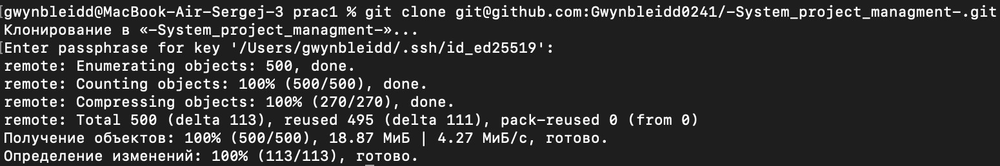 gwynbleidd@MacBook-Air-Sergej-3 prac1 % git clone git@github.com:Gwynbleidd0241/-System_project_managment-.git
Клонирование в «-System_project_managment-»...
Enter passphrase for key '/Users/gwynbleidd/.ssh/id_ed25519':
remote: Enumerating objects: 500, done.
remote: Counting objects: 100% (500/500), done.
remote: Compressing objects: 100% (270/270), done.
remote: Total 500 (delta 113), reused 495 (delta 111), pack-reused 0 (from 0)
Получение объектов: 100% (500/500), 18.87 МиБ | 4.27 МиБ/с, готово.
Определение изменений: 100% (113/113), готово.